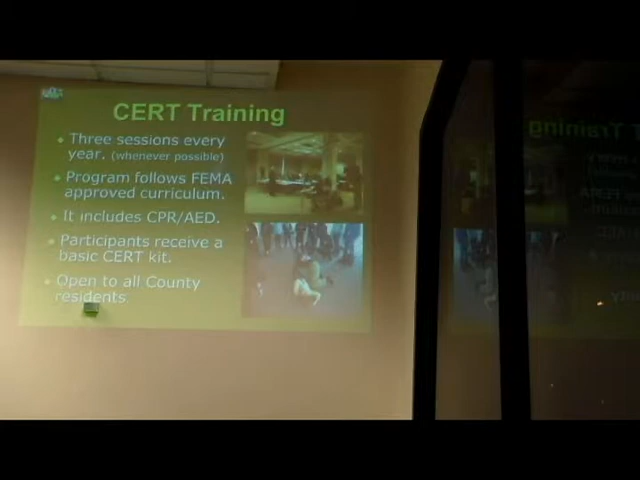 CERT Training
Three sessions every
year. (whenever possible)
Program follows FEMA
approved curriculum.
It includes CPR/AED.
Participants receive a
basic CERT kit.
Open to all County
residents.
Training